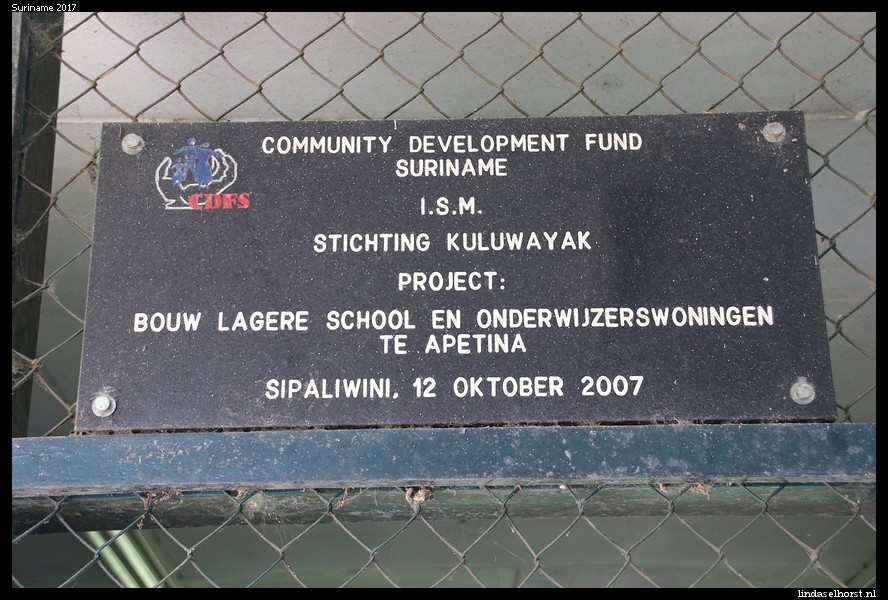 Suriname 2017
COMMUNITY DEVELOPMENT FUND
SURINAME
CDFS
I.S.M.
STICHTING KULUWAYAK
PROJECT:
BOUW LAGERE SCHOOL EN ONDERWIJZERSWONINGEN
TE APETINA
SIPALIWINI, 12 OKTOBER 2007
lindaselhorst.nl